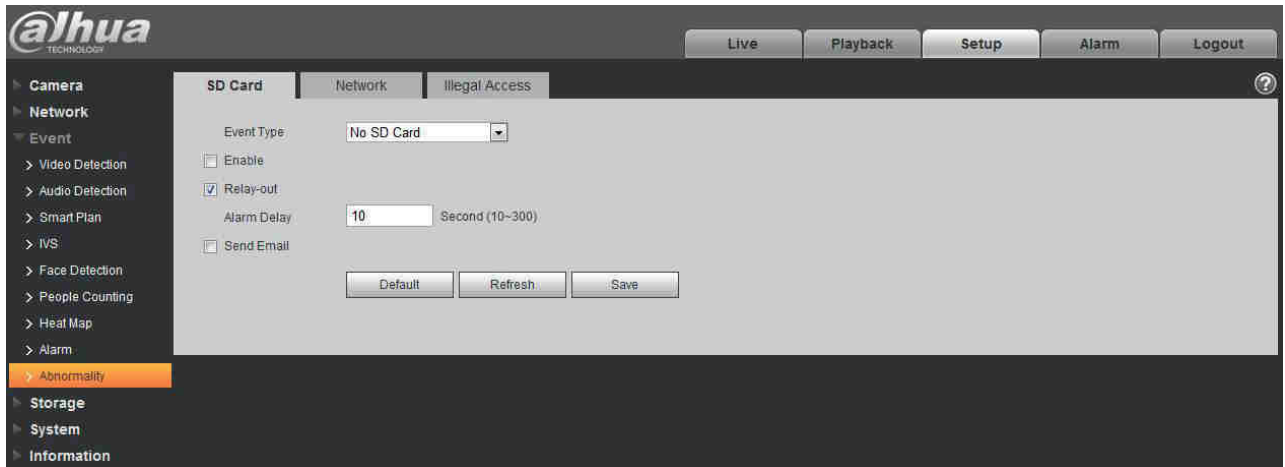 alhua
TECHNOLOGY
Live Playback Setup Alarm Logout
Camera
Network
Event
Video Detection
Audio Detection
Smart Plan
IVS
Face Detection
People Counting
Heat Map
Alarm
Abnormality
Storage
System
Information
SD Card Network Illegal Access
?
Event Type No SD Card
Enable
Relay-out
Alarm Delay 10 Second (10~300)
Send Email
Default Refresh Save